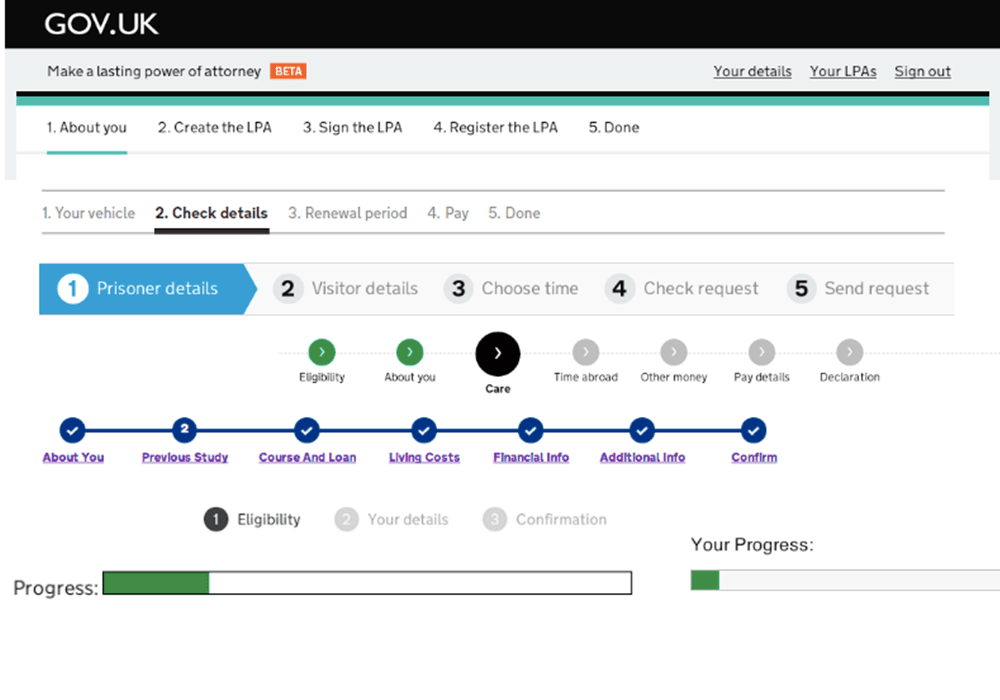 GOV.UK
Make a lasting power of attorney BETA Your details Your LPAs Sign out
1. About you 2. Create the LPA 3. Sign the LPA 4. Register the LPA 5. Done
1. Your vehicle 2. Check details 3. Renewal period 4. Pay 5. Done
1 Prisoner details 2 Visitor details 3 Choose time 4 Check request 5 Send request
Eligibility About you Care Time abroad Other money Pay details Declaration
2
About You Previous Study Course And Loan Living Costs Financial Info Additional Info Confirm
1 Eligibility 2 Your details 3 Confirmation
Your Progress:
Progress: